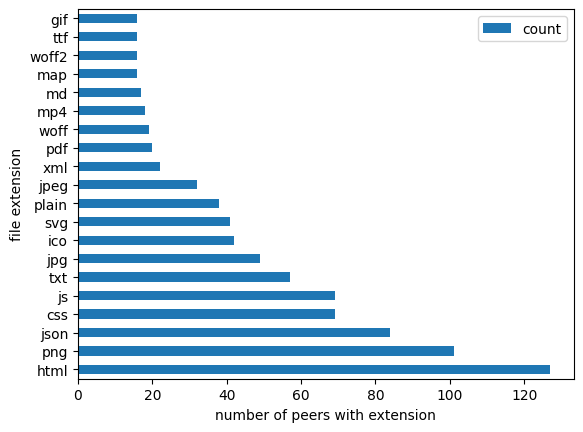 gif
ttf
woff2
map
md
mp4
woff
pdf
xml
jpeg
plain
svg
ico
jpg
txt
js
css
json
png
html
file extension
count
0 20 40 60 80 100 120
number of peers with extension